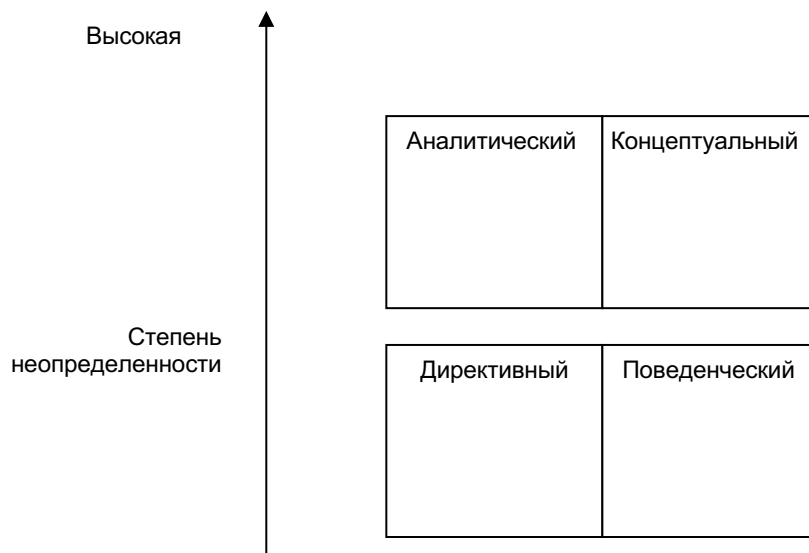 Высокая
Аналитический
Концептуальный
Степень
неопределенности
Директивный
Поведенческий